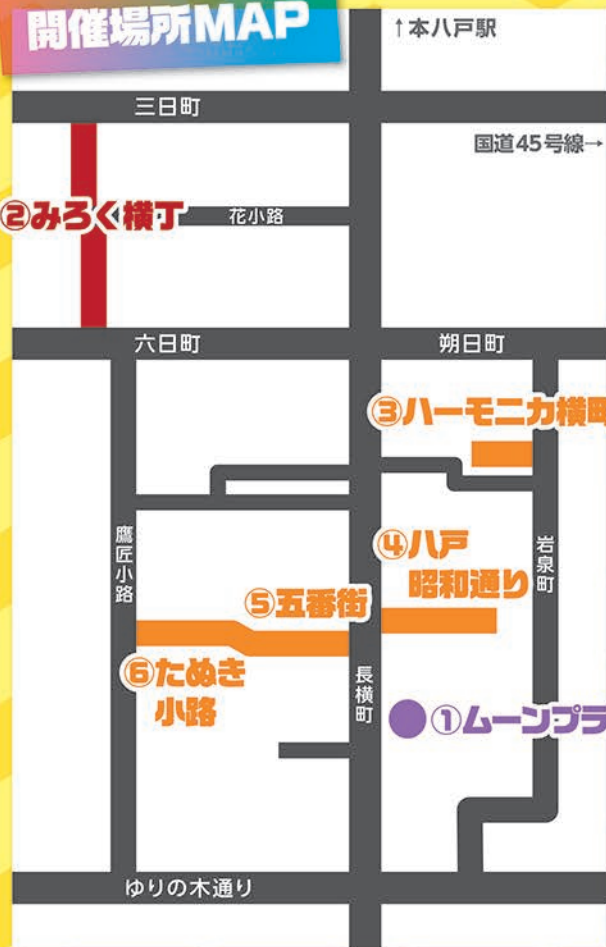 開催場所MAP
↑本八戸駅
三日町
国道45号線→
②みろく横丁
花小路
六日町
朔日町
③ハーモニカ横町
鷹匠小路
④八戸
昭和通り
岩泉町
⑤五番街
⑥たぬき
小路
長横町
①ムーンプラ
ゆりの木通り